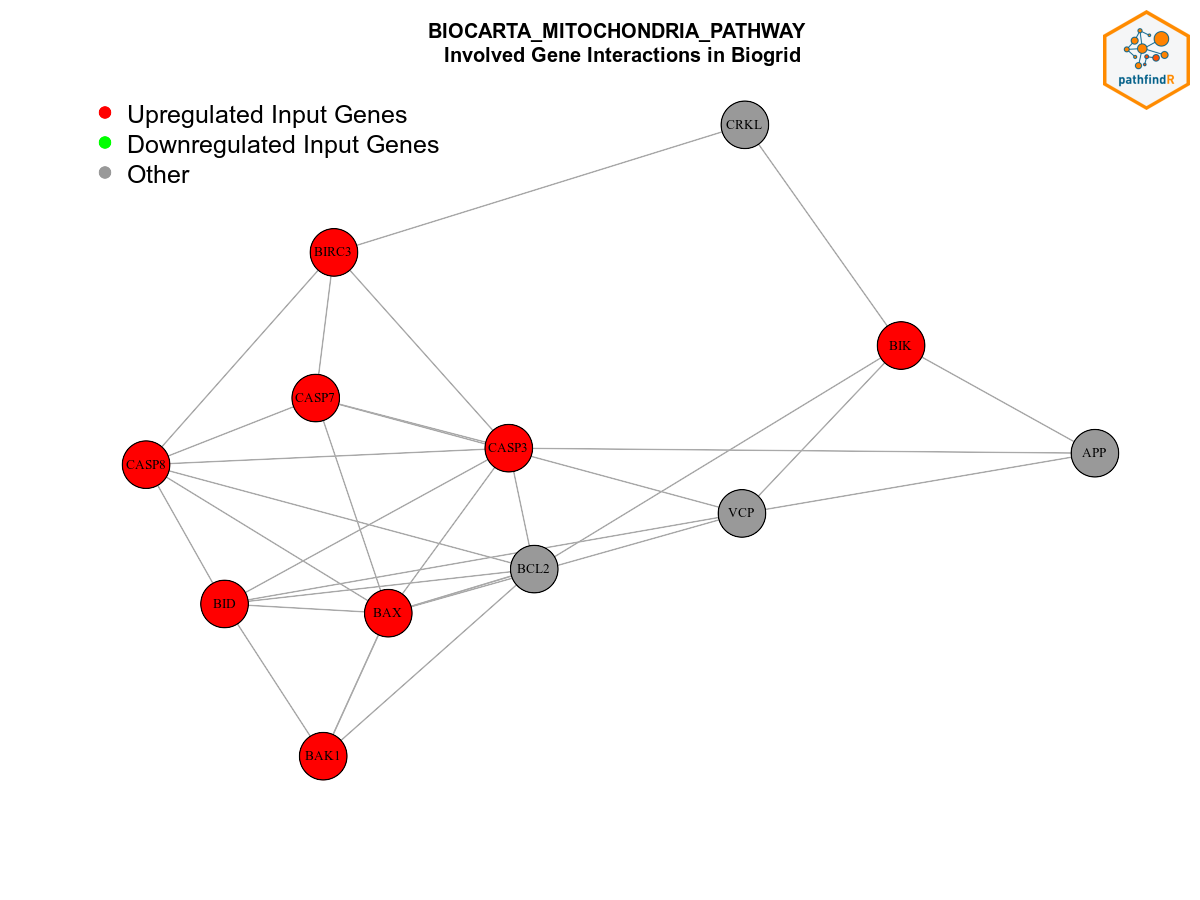 BIOCARTA_MITOCHONDRIA_PATHWAY
Involved Gene Interactions in Biogrid
pathfindR
Upregulated Input Genes
Downregulated Input Genes
Other
CRKL
BIRC3
BIK
CASP7
CASP3
APP
CASP8
VCP
BCL2
BID
BAX
BAK1